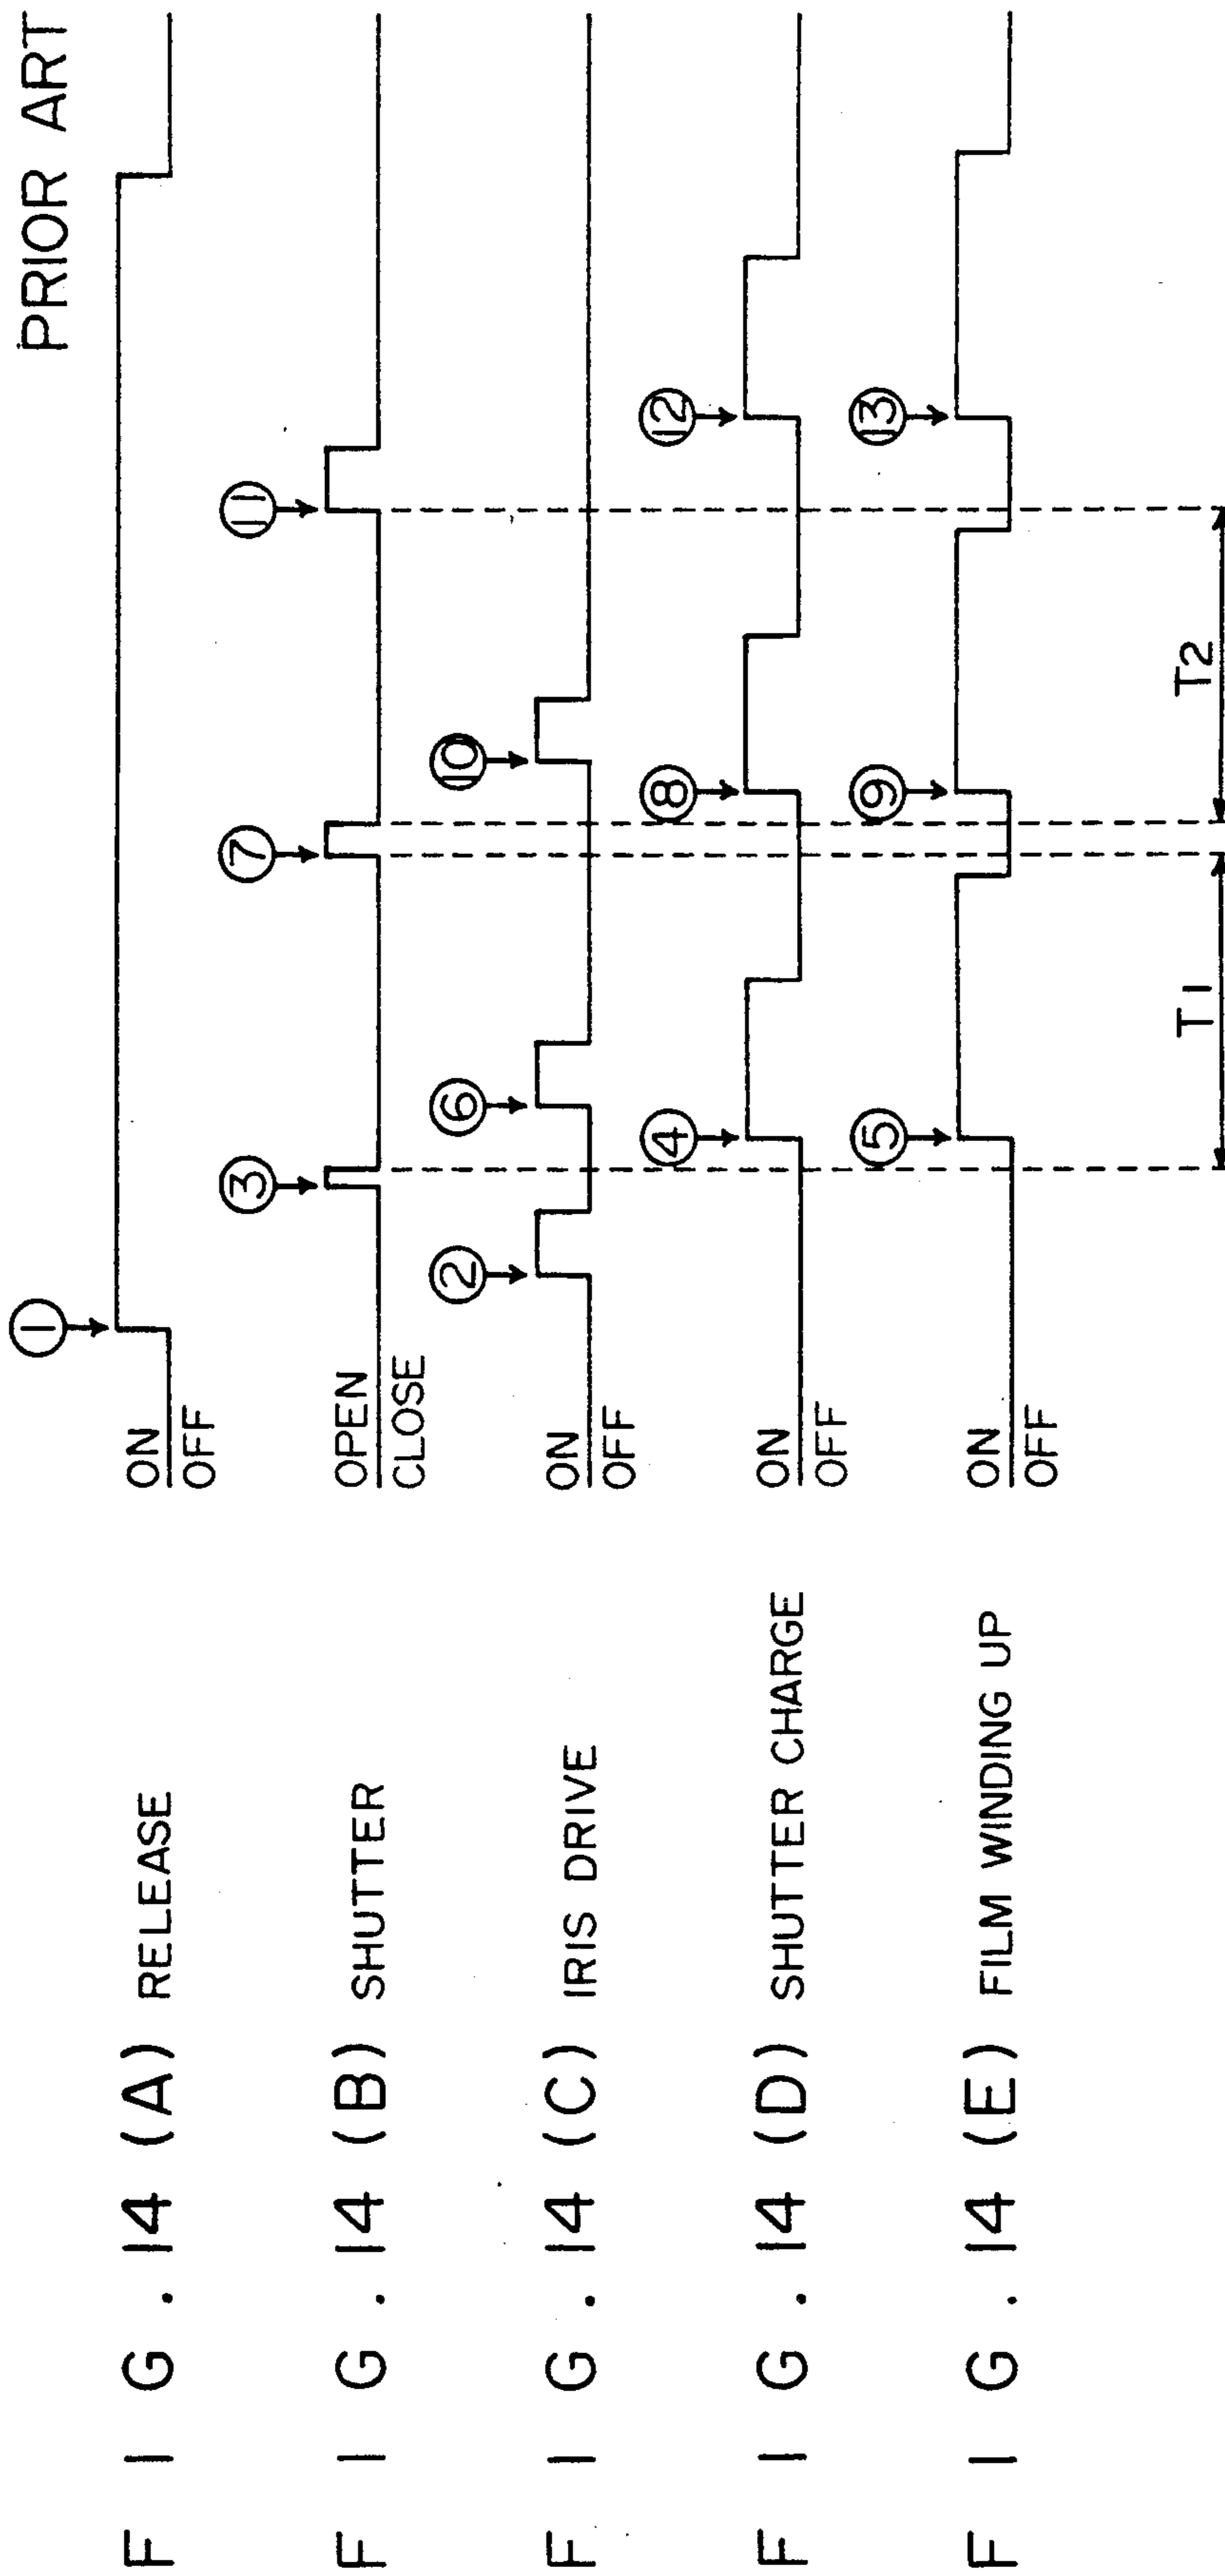 PRIOR ART
FIG. 14 (A) RELEASE
ON
OFF
①
FIG. 14 (B) SHUTTER
OPEN
CLOSE
③ ⑦ ⑪
FIG. 14 (C) IRIS DRIVE
ON
OFF
② ⑥ ⑩
FIG. 14 (D) SHUTTER CHARGE
ON
OFF
④ ⑧ ⑫
FIG. 14 (E) FILM WINDING UP
ON
OFF
⑤ ⑨ ⑬
T1 T2